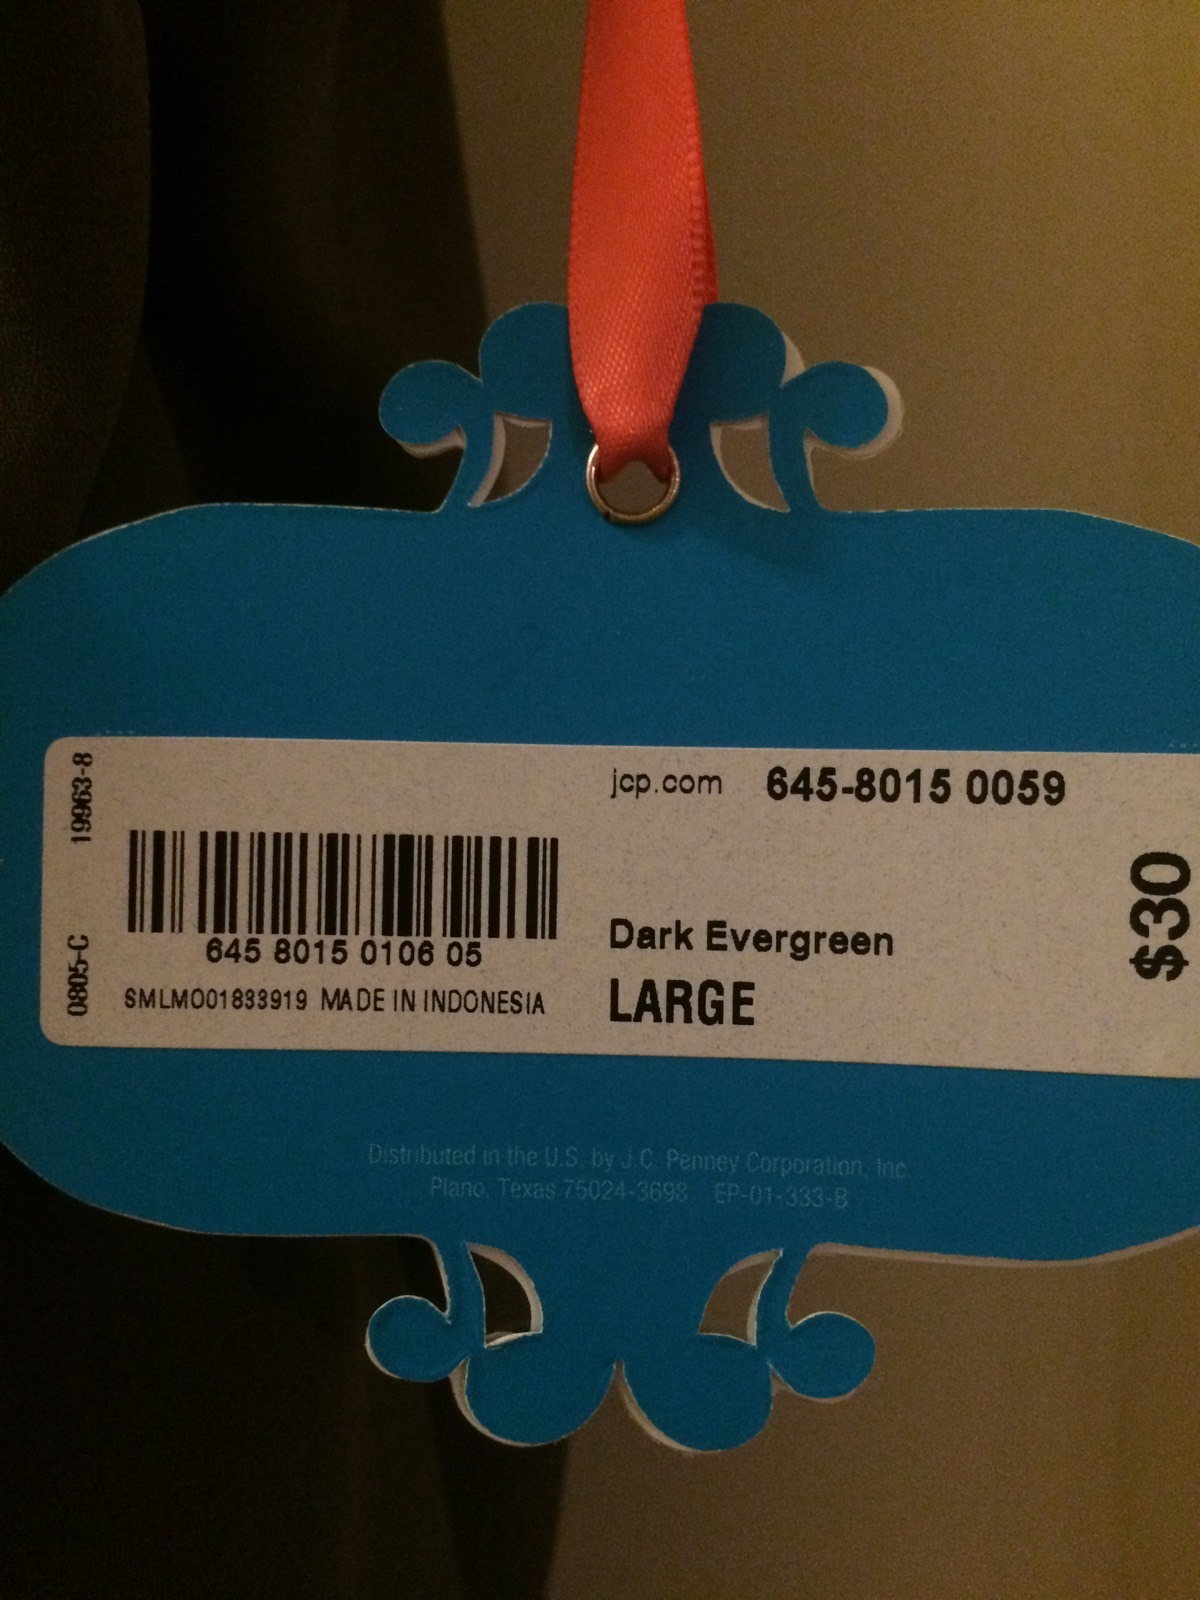 jcp.com 645-8015 0059
19963-8
0805-C
645 8015 0106 05
SMLMO01833919 MADE IN INDONESIA
Dark Evergreen
LARGE
$30
Distributed in the U.S. by J.C. Penney Corporation, Inc.
Plano, Texas 75024-3698 EP-01-333-B